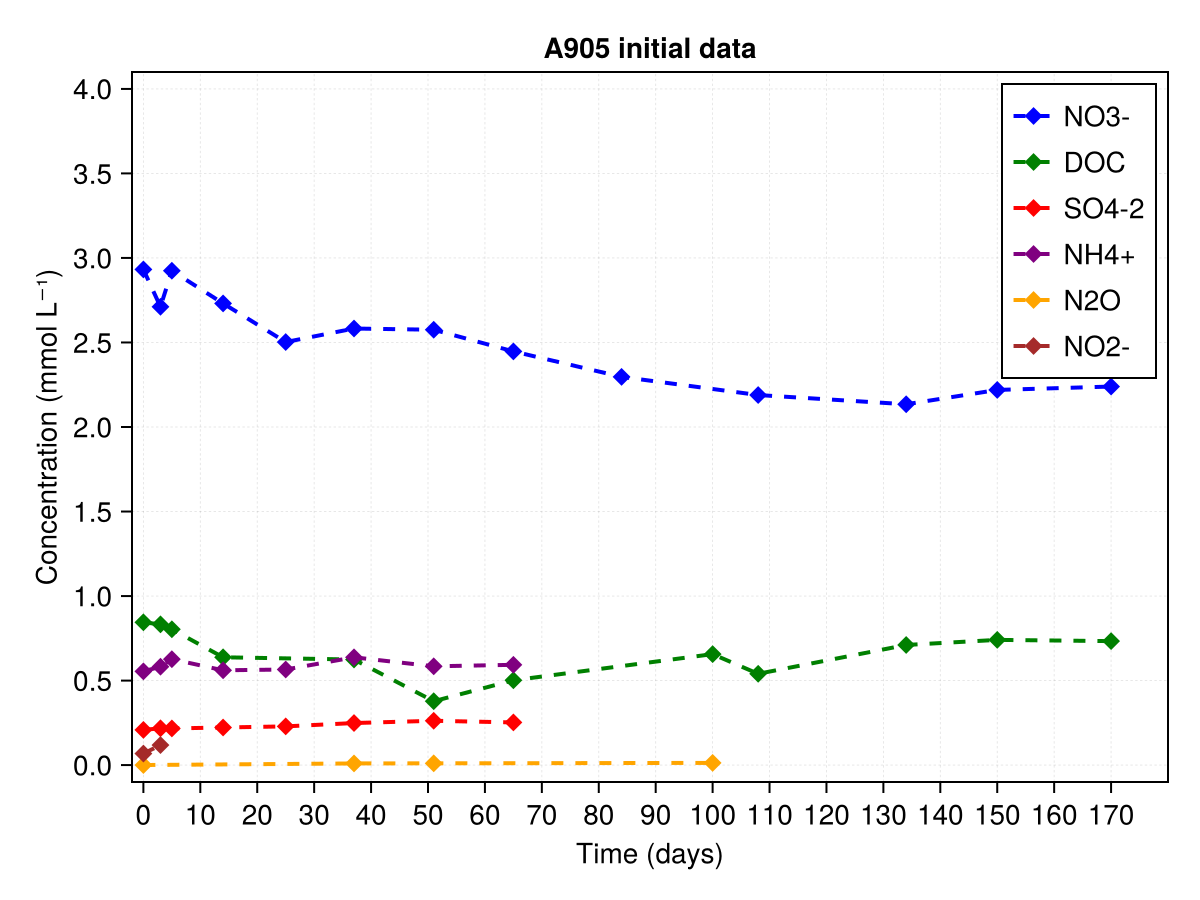 A905 initial data
4.0
3.5
3.0
2.5
2.0
1.5
1.0
0.5
0.0
Concentration (mmol L⁻¹)
NO3-
DOC
SO4-2
NH4+
N2O
NO2-
0 10 20 30 40 50 60 70 80 90 100 110 120 130 140 150 160 170
Time (days)